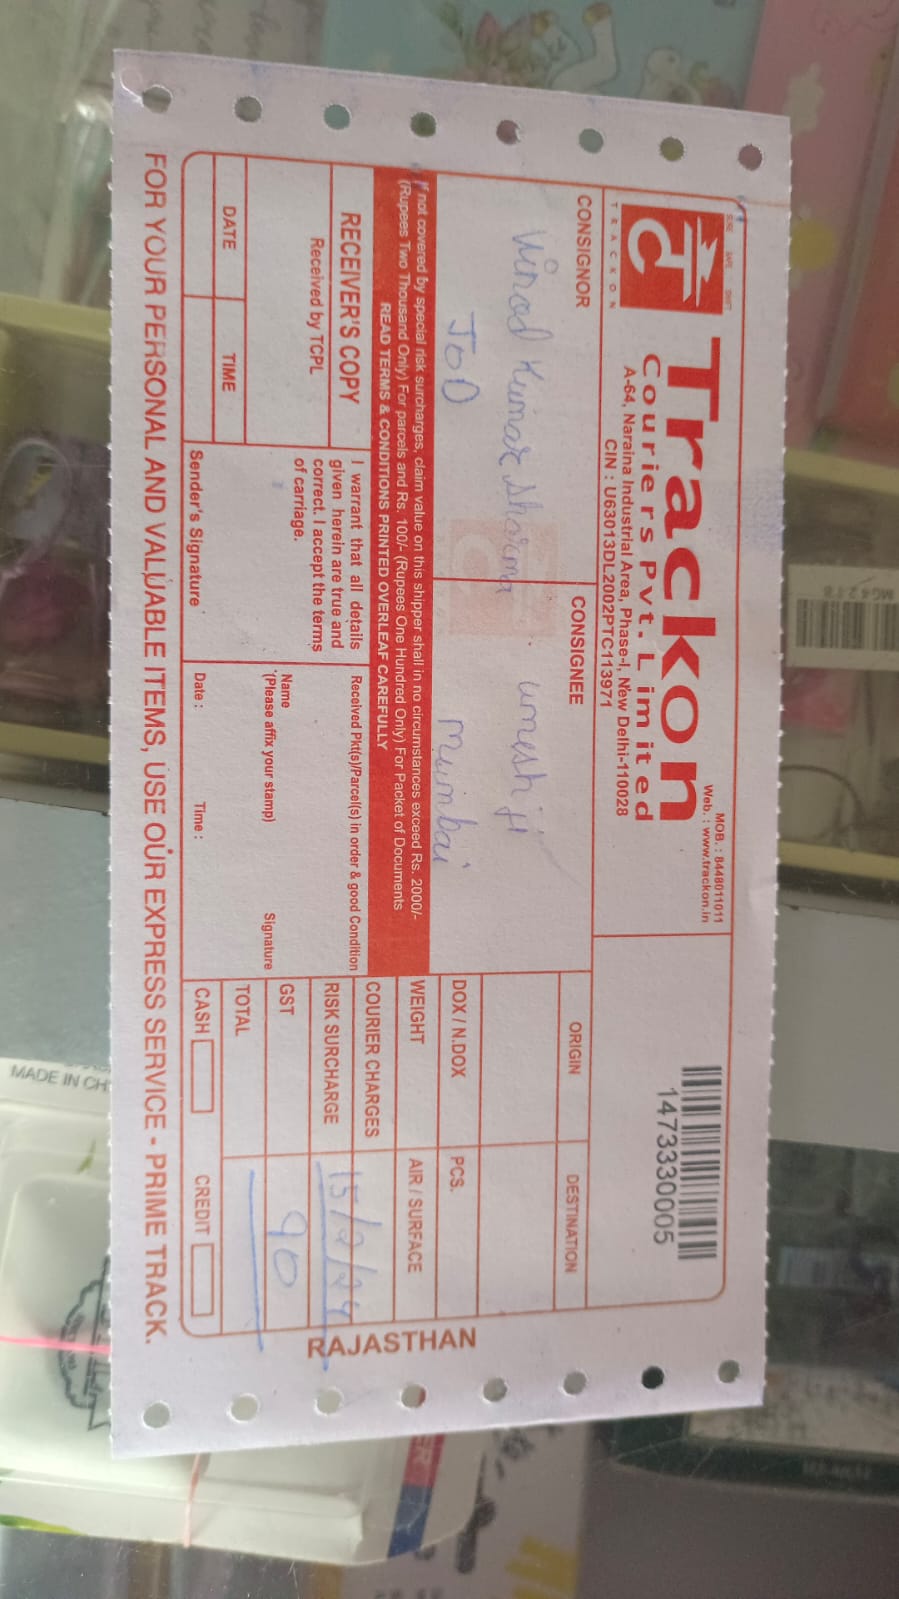 SURE SAFE SWIFT
TRACKON
Trackon
Couriers Pvt. Limited
A-64, Naraina Industrial Area, Phase-I, New Delhi-110028
CIN : U63013DL2002PTC113971
MOB. : 8448011011
Web. : www.trackon.in
1473330005
CONSIGNOR
Vinod Kumar Sharma
JOD
CONSIGNEE
Umesh ji
Mumbai
ORIGIN
DESTINATION
DOX / N.DOX
PCS.
WEIGHT
AIR / SURFACE
COURIER CHARGES
15/2/24
RISK SURCHARGE
GST
90
TOTAL
CASH
CREDIT
If not covered by special risk surcharges, claim value on this shipper shall in no circumstances exceed Rs. 2000/-
(Rupees Two Thousand Only) For parcels and Rs. 100/- (Rupees One Hundred Only) For Packet of Documents
READ TERMS & CONDITIONS PRINTED OVERLEAF CAREFULLY
RECEIVER'S COPY
Received by TCPL
DATE
TIME
I warrant that all details
given herein are true and
correct. I accept the terms
of carriage.
Sender's Signature
Received Pkt(s)/Parcel(s) in order & good Condition
Name
(Please affix your stamp)
Signature
Date :
Time :
FOR YOUR PERSONAL AND VALUABLE ITEMS, USE OUR EXPRESS SERVICE - PRIME TRACK.
RAJASTHAN
MADE IN CH